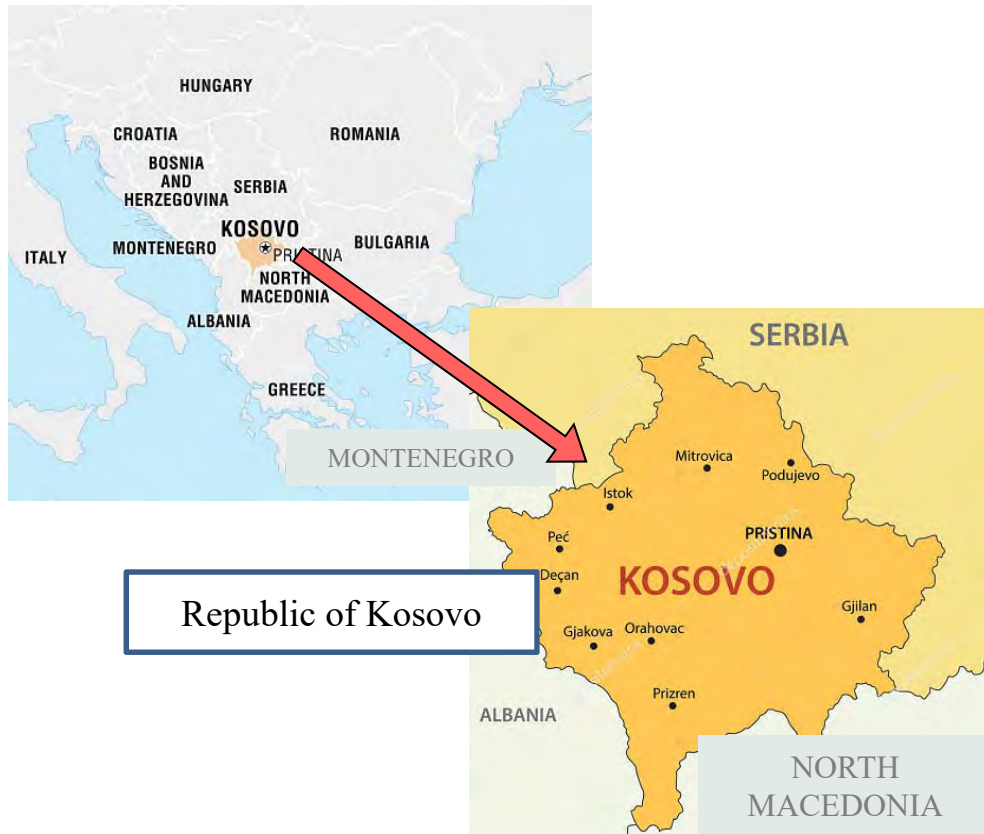 HUNGARY
CROATIA
ROMANIA
BOSNIA
AND
HERZEGOVINA
SERBIA
KOSOVO
ITALY
MONTENEGRO
PRISTINA
BULGARIA
NORTH
MACEDONIA
ALBANIA
GREECE
MONTENEGRO
SERBIA
Mitrovica
Podujevo
Istok
Peć
PRISTINA
Deçan
KOSOVO
Republic of Kosovo
Gjilan
Gjakova
Orahovac
Prizren
ALBANIA
NORTH
MACEDONIA